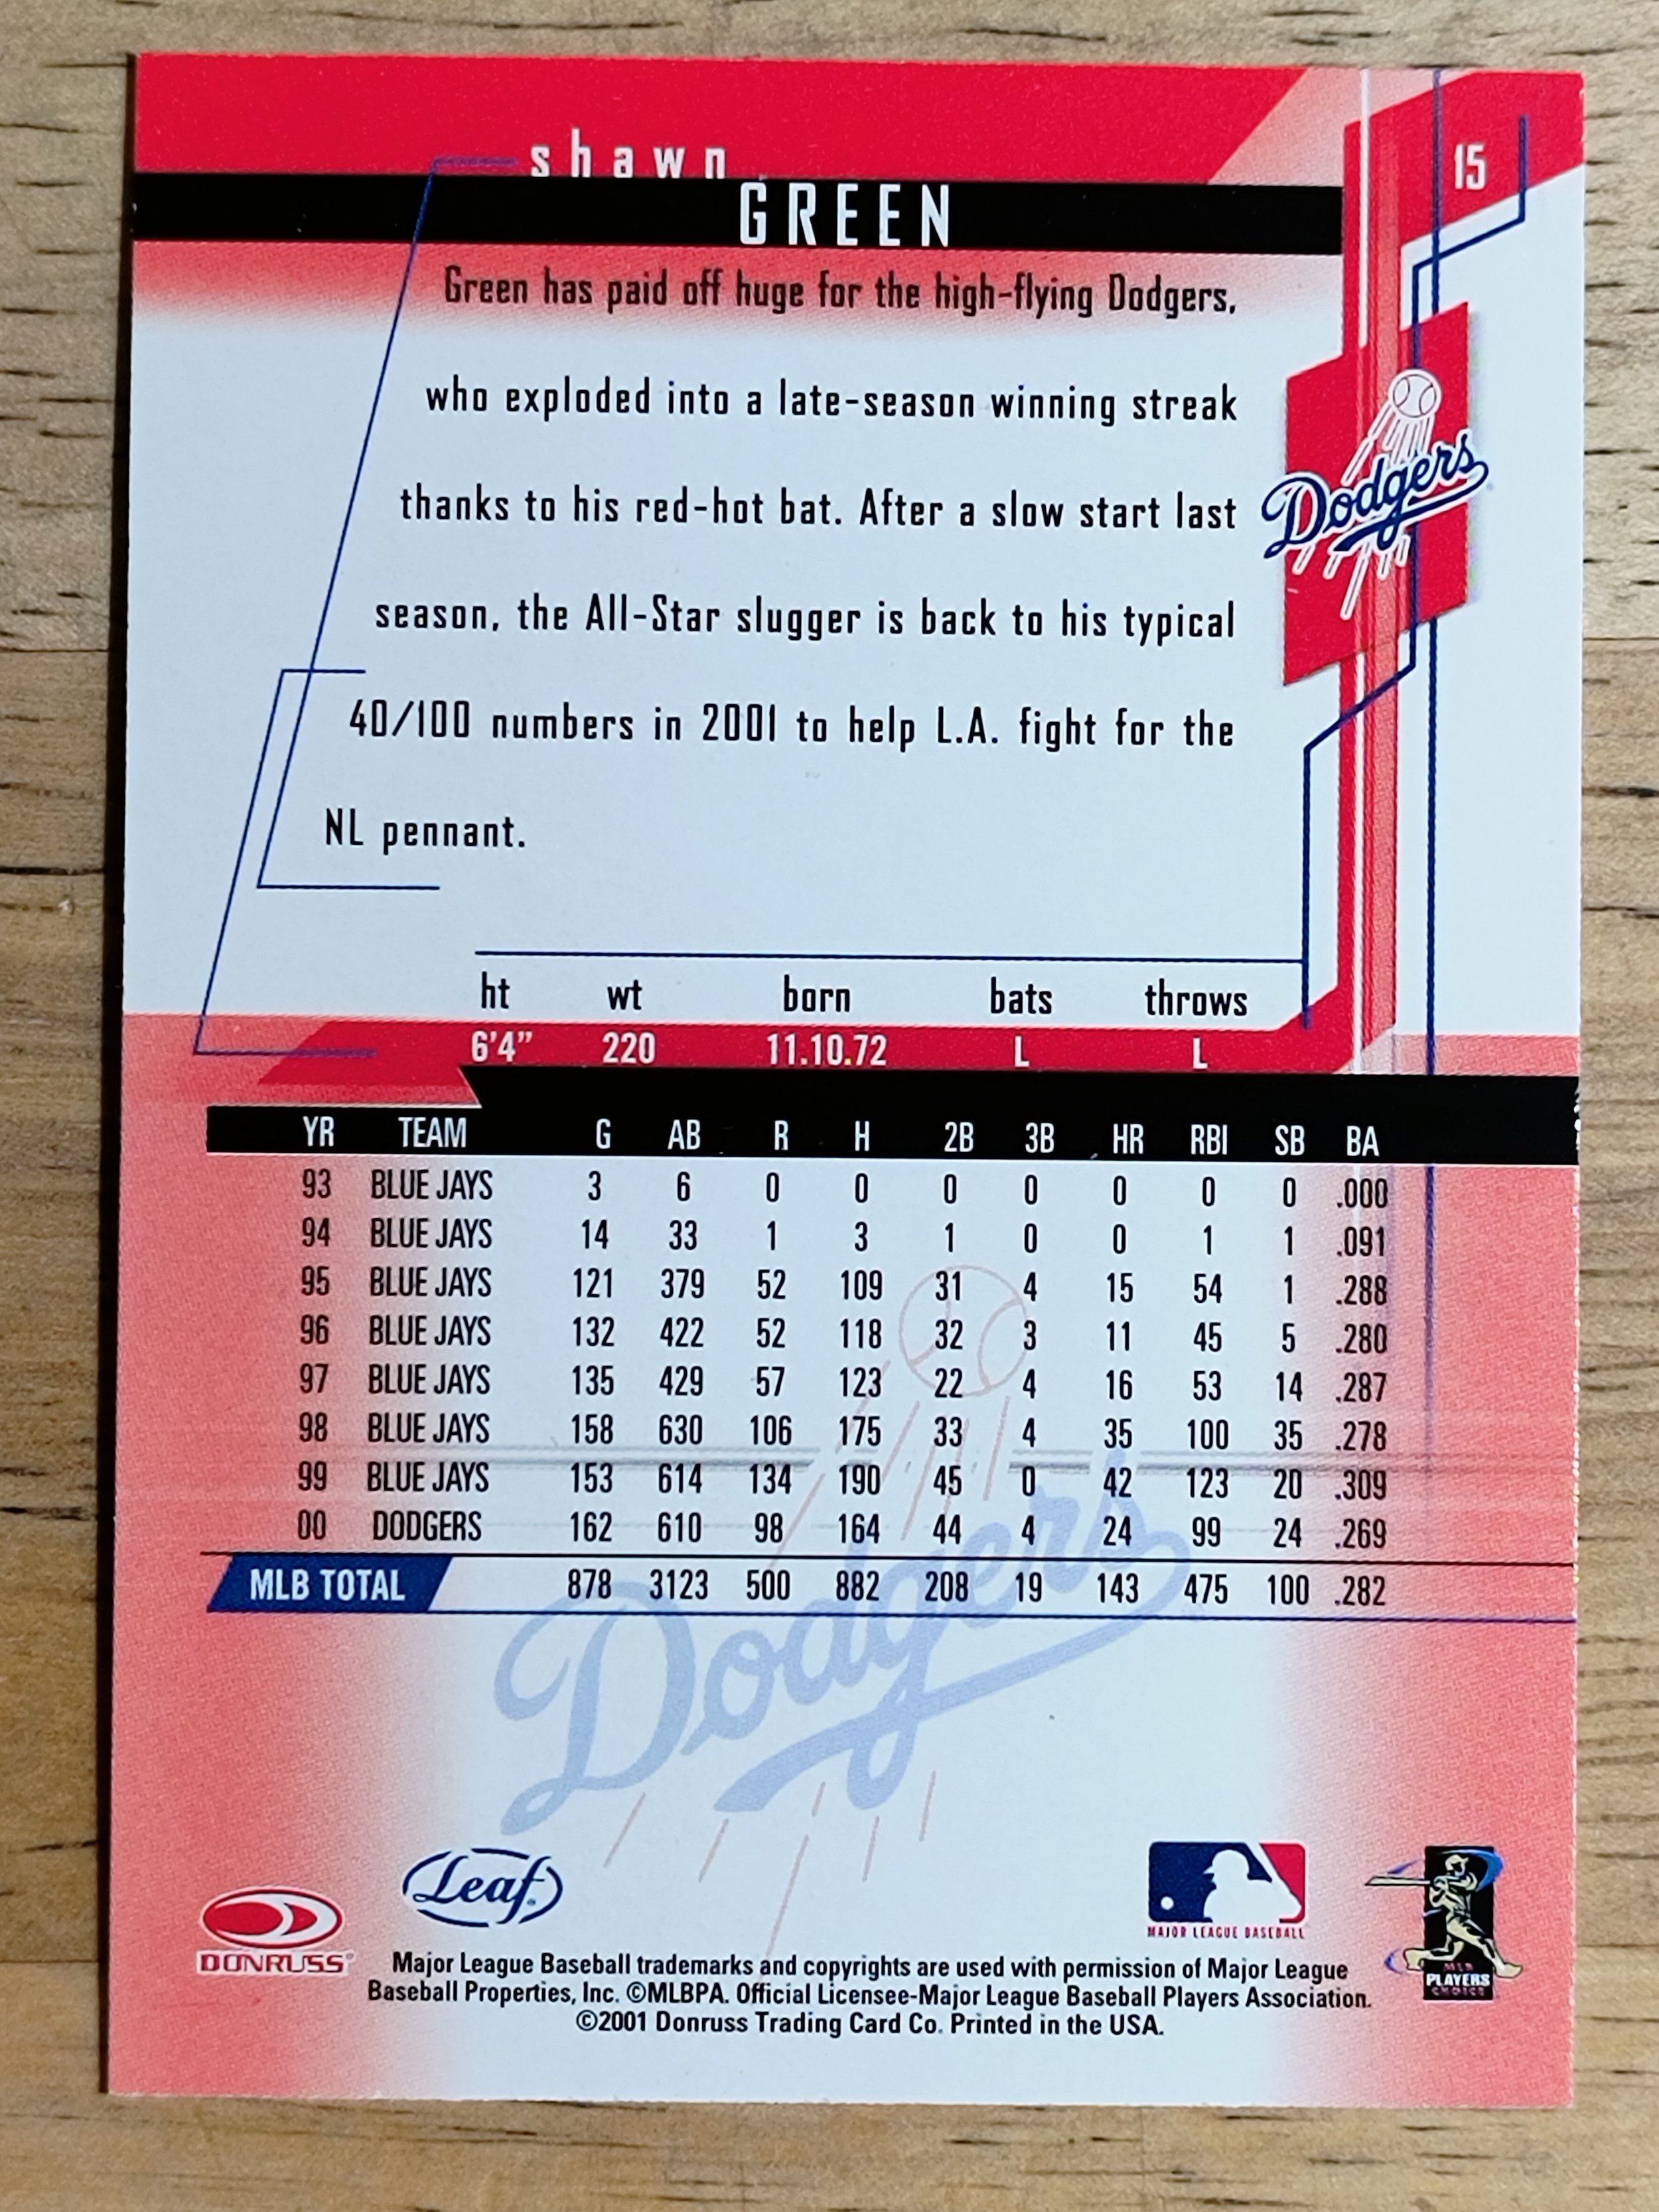 15
shawn
GREEN
Green has paid off huge for the high-flying Dodgers,
who exploded into a late-season winning streak
thanks to his red-hot bat. After a slow start last
season, the All-Star slugger is back to his typical
40/100 numbers in 2001 to help L.A. fight for the
NL pennant.
Dodgers
ht wt born bats throws
6'4" 220 11.10.72 L L
YR TEAM G AB R H 2B 3B HR RBI SB BA
93 BLUE JAYS 3 6 0 0 0 0 0 0 0 .000
94 BLUE JAYS 14 33 1 3 1 0 0 1 1 .091
95 BLUE JAYS 121 379 52 109 31 4 15 54 1 .288
96 BLUE JAYS 132 422 52 118 32 3 11 45 5 .280
97 BLUE JAYS 135 429 57 123 22 4 16 53 14 .287
98 BLUE JAYS 158 630 106 175 33 4 35 100 35 .278
99 BLUE JAYS 153 614 134 190 45 0 42 123 20 .309
00 DODGERS 162 610 98 164 44 4 24 99 24 .269
MLB TOTAL 878 3123 500 882 208 19 143 475 100 .282
Dodgers
DONRUSS
Leaf
MAJOR LEAGUE BASEBALL
MLB
PLAYERS
CHOICE
Major League Baseball trademarks and copyrights are used with permission of Major League
Baseball Properties, Inc. ©MLBPA. Official Licensee-Major League Baseball Players Association.
©2001 Donruss Trading Card Co. Printed in the USA.